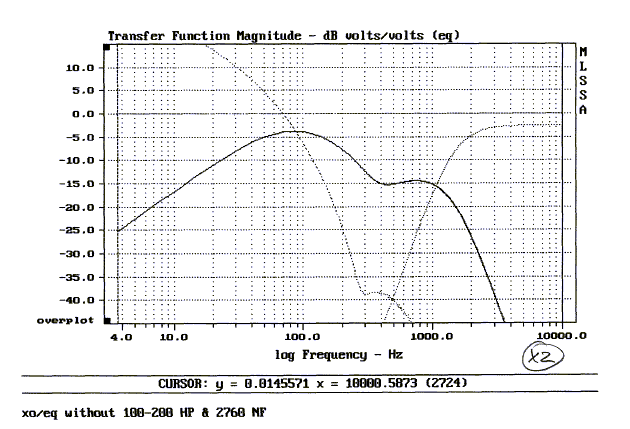 Transfer Function Magnitude - dB volts/volts (eq)
MLSSA
10.0
5.0
0.0
-5.0
-10.0
-15.0
-20.0
-25.0
-30.0
-35.0
-40.0
overplot
4.0 10.0 100.0 1000.0 10000.0
log Frequency - Hz
X2
CURSOR: y = 0.0145571 x = 10000.5873 (2724)
xo/eq without 100-200 HP & 2760 NF